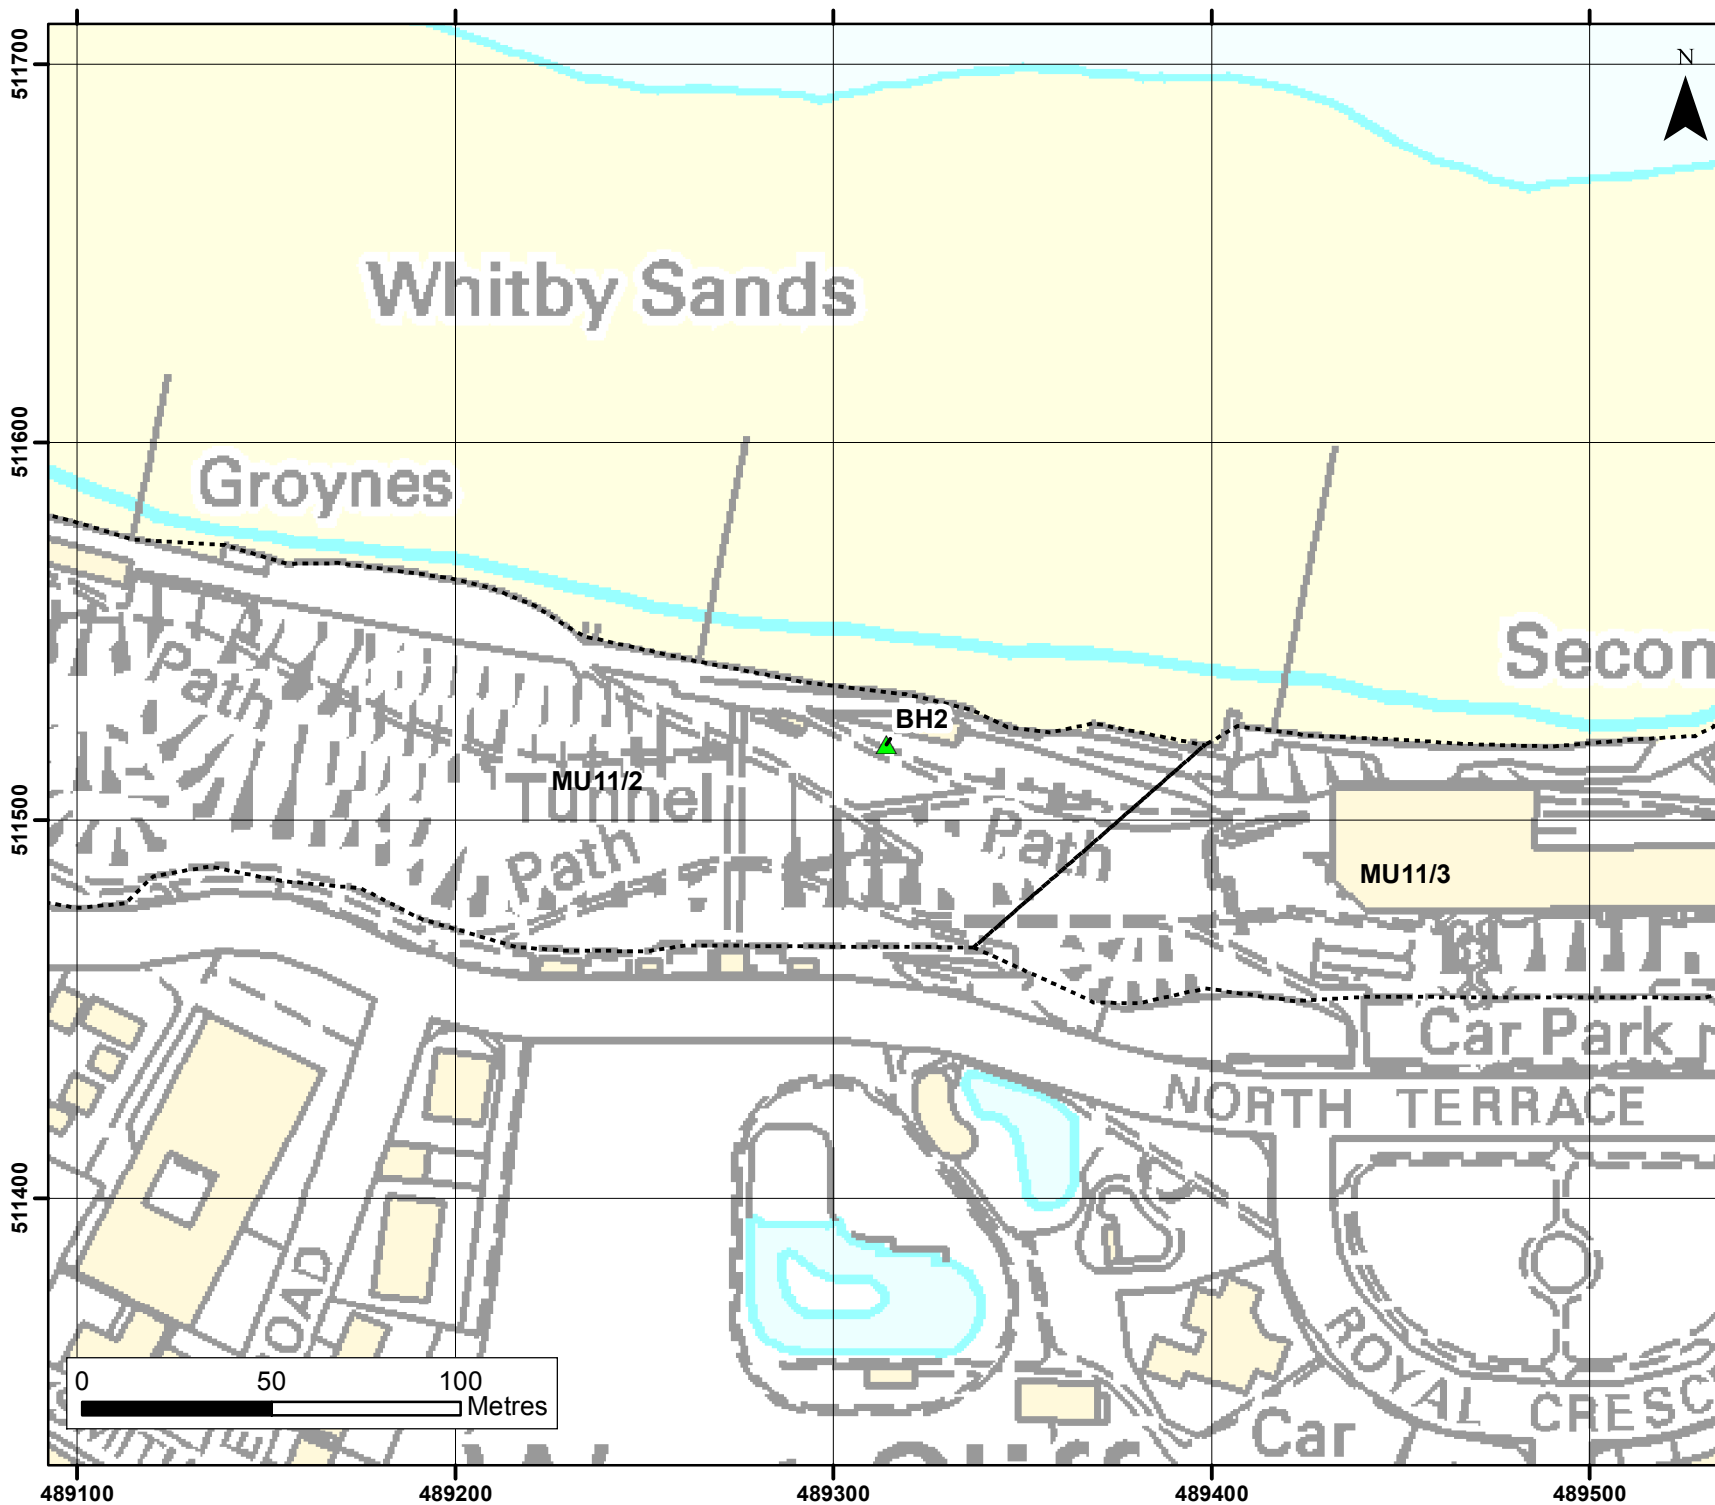 511700
N
Whitby Sands
511600
Groynes
Secon
Path
BH2
MU11/2
Tunnel
511500
Path
Path
MU11/3
Car Park
NORTH TERRACE
511400
OAD
ROYAL CRESC
0 50 100
Metres
Car
489100 489200 489300 489400 489500